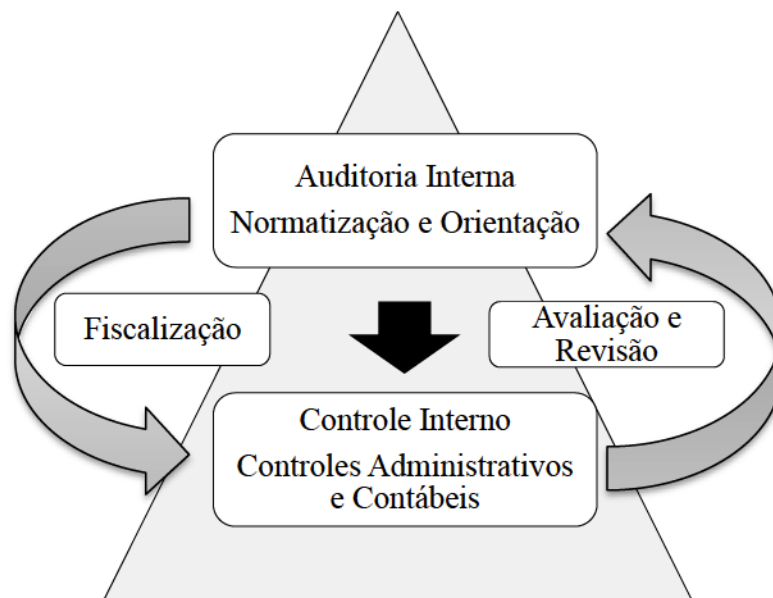 Auditoria Interna
Normatização e Orientação
Fiscalização
Avaliação e
Revisão
Controle Interno
Controles Administrativos
e Contábeis